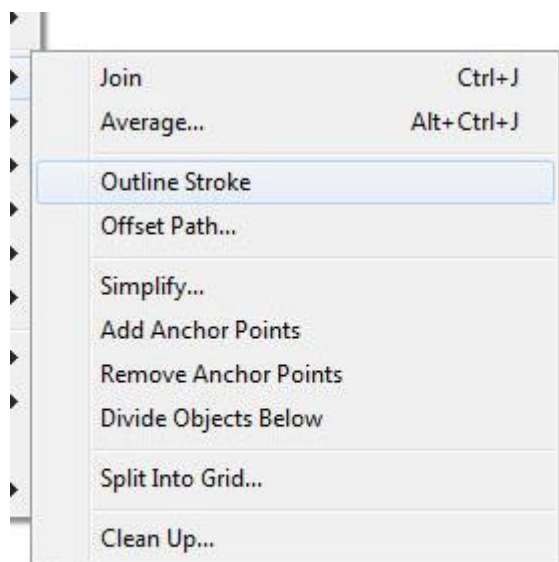 Join Ctrl+J
Average... Alt+Ctrl+J
Outline Stroke
Offset Path...
Simplify...
Add Anchor Points
Remove Anchor Points
Divide Objects Below
Split Into Grid...
Clean Up...